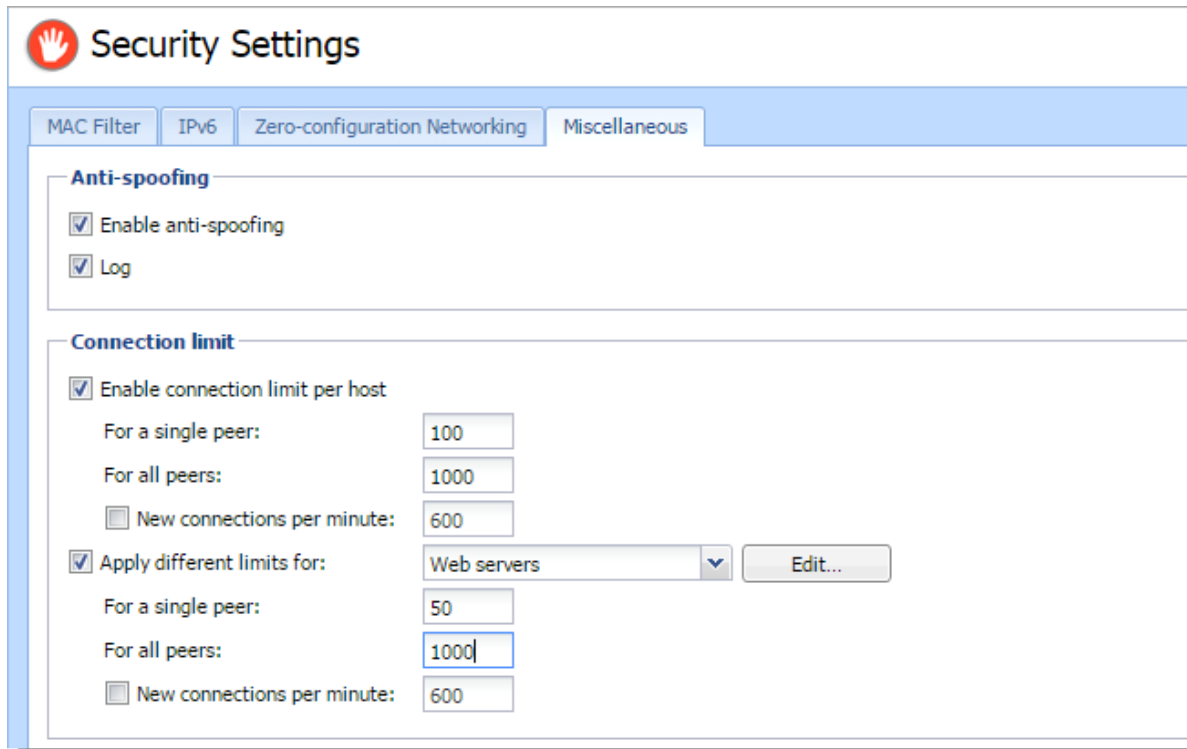 Security Settings
MAC Filter IPv6 Zero-configuration Networking Miscellaneous
Anti-spoofing
Enable anti-spoofing
Log
Connection limit
Enable connection limit per host
For a single peer: 100
For all peers: 1000
New connections per minute: 600
Apply different limits for: Web servers Edit...
For a single peer: 50
For all peers: 1000
New connections per minute: 600